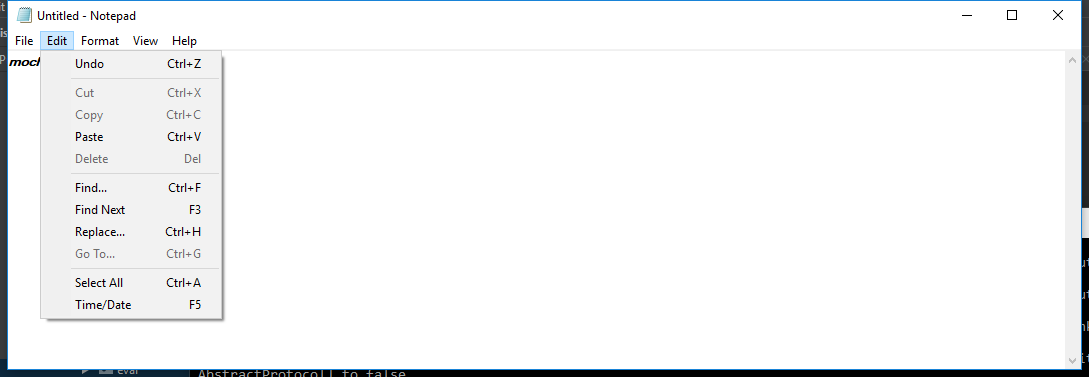 Untitled - Notepad
File Edit Format View Help
Undo Ctrl+Z
Cut Ctrl+X
Copy Ctrl+C
Paste Ctrl+V
Delete Del
Find... Ctrl+F
Find Next F3
Replace... Ctrl+H
Go To... Ctrl+G
Select All Ctrl+A
Time/Date F5
eval
AbstractProtocol] to false